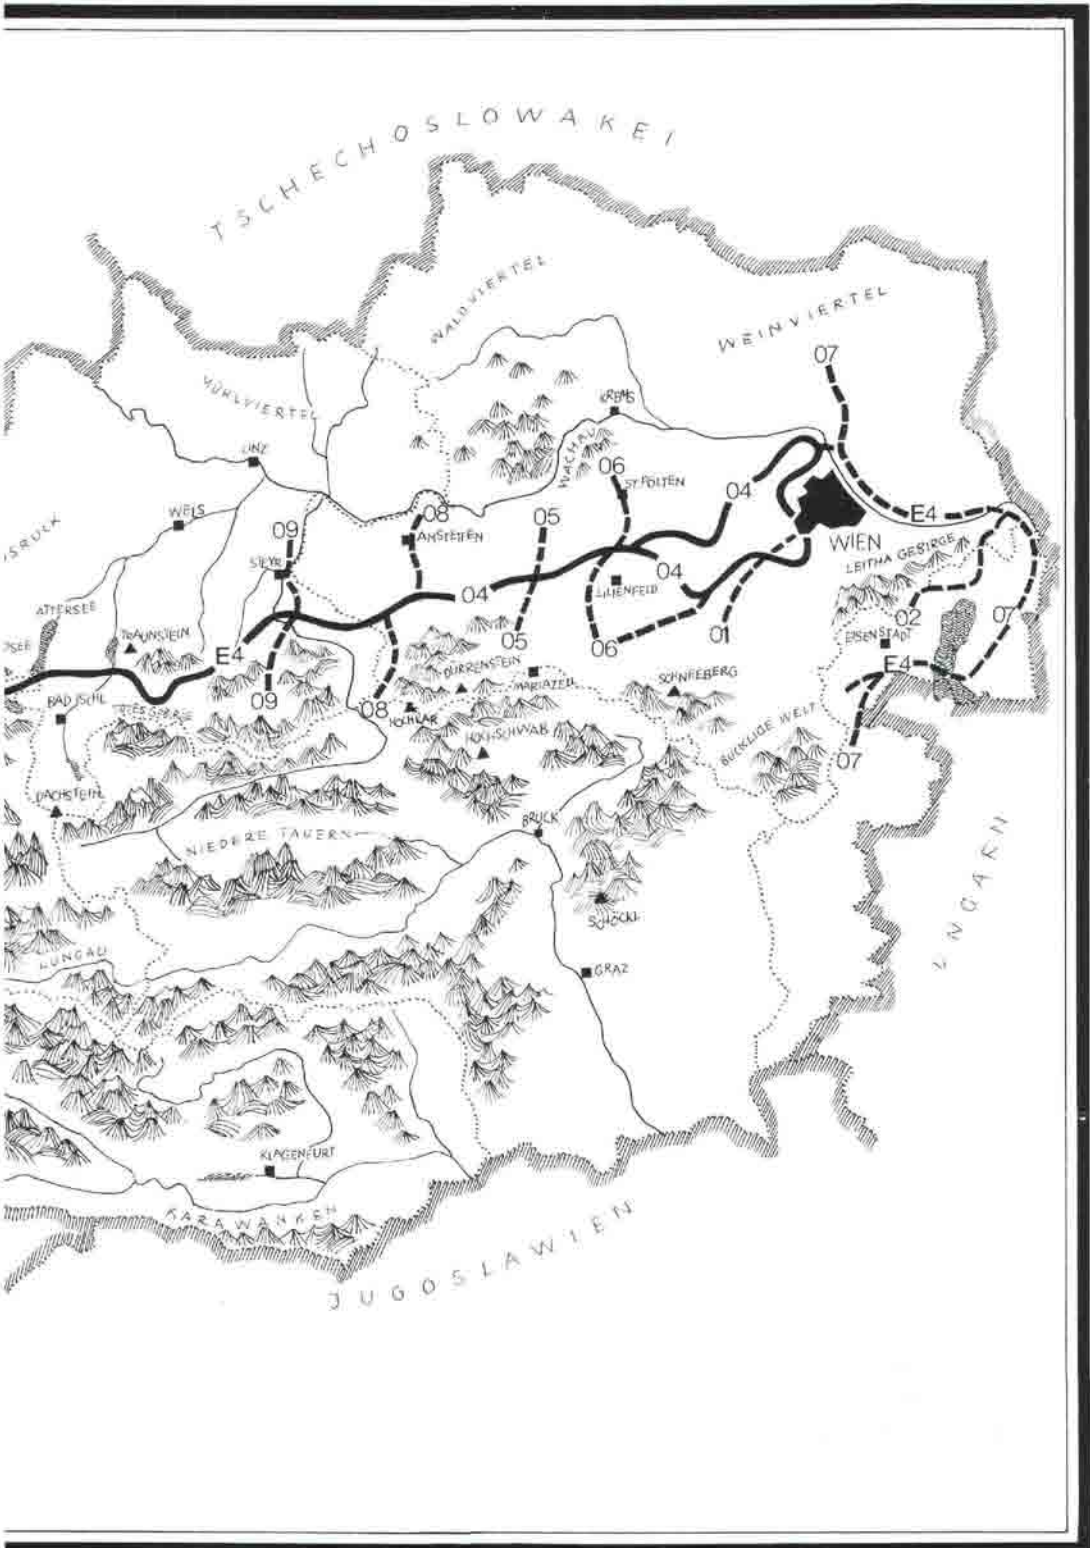 TSCHECHOSLOWAKEI
WALDVIERTEL
WEINVIERTEL
07
MÜHLVIERTEL
KREMS
LINZ
WACHAU
06
ST.PÖLTEN
04
WELS
09
08
05
E4
AMSTETTEN
WIEN
LEITHA GEBIRGE
STEYR
04
04
LILIENFELD
ATTERSEE
02
07
TRAUNSTEIN
05
06
01
EISENSTADT
E4
DÜRRENSTEIN
E4
BAD ISCHL
09
08
MARIAZELL
SCHNEEBERG
HOCHSCHWAB
BUCKLIGE WELT
07
DACHSTEIN
BRUCK
NIEDERE TAUERN
UNGARN
SCHÖCKL
LUNGAU
GRAZ
KLAGENFURT
KARAWANKEN
JUGOSLAWIEN